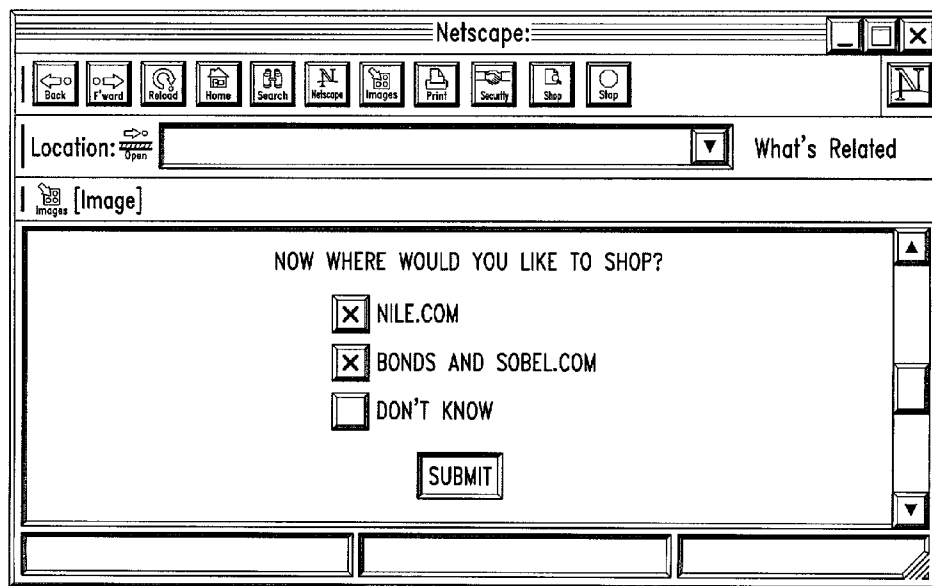 Netscape:
Back F'ward Reload Home Search Netscape Images Print Security Shop Stop
N
Location: Open What's Related
Images [Image]
NOW WHERE WOULD YOU LIKE TO SHOP?
X NILE.COM
X BONDS AND SOBEL.COM
DON'T KNOW
SUBMIT